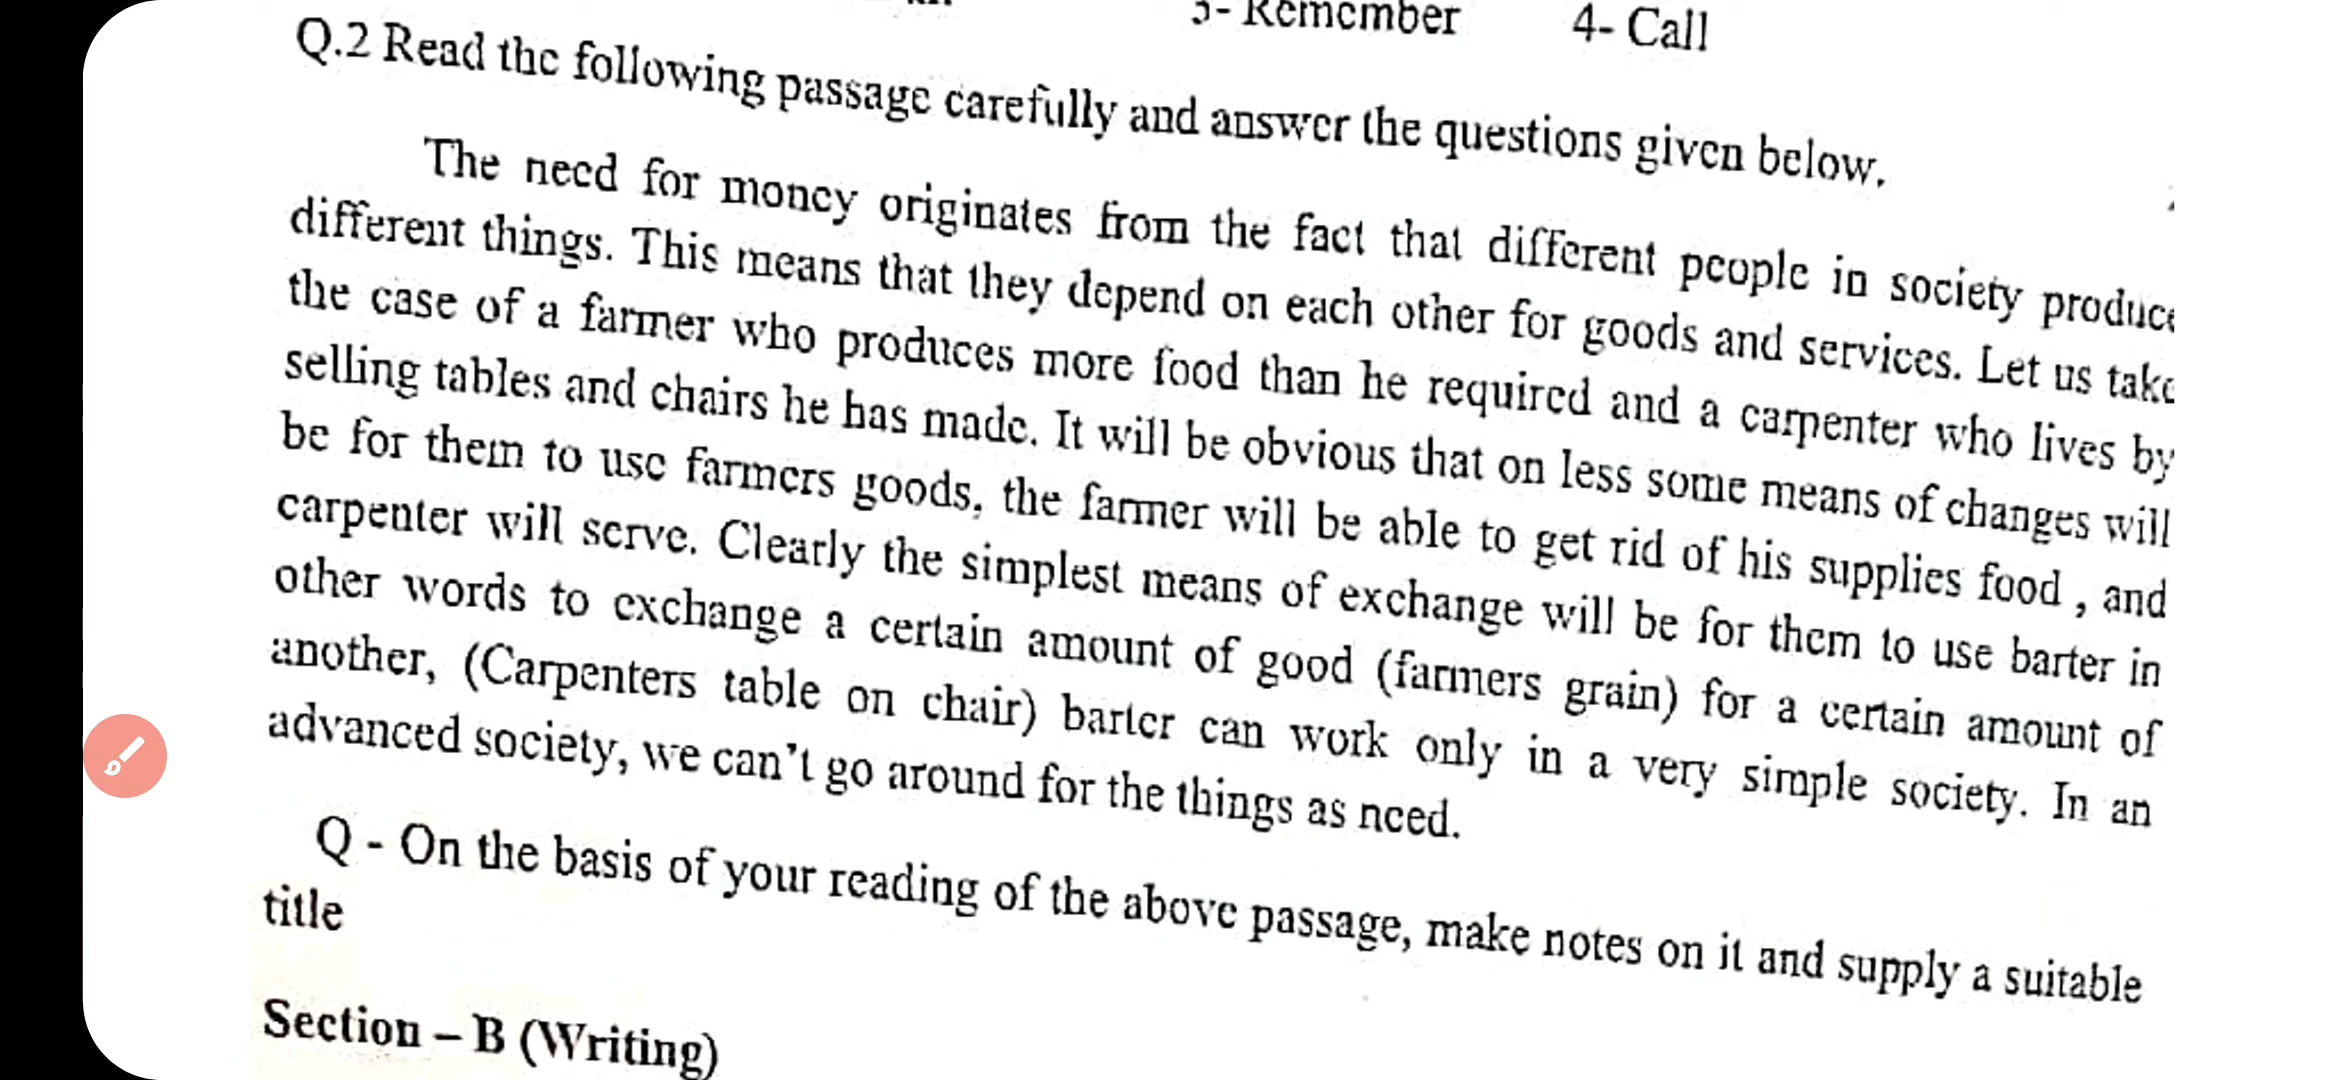 3- Remember 4- Call
Q.2 Read the following passage carefully and answer the questions given below.
The need for money originates from the fact that different people in society produce
different things. This means that they depend on each other for goods and services. Let us take
the case of a farmer who produces more food than he required and a carpenter who lives by
selling tables and chairs he has made. It will be obvious that on less some means of changes will
be for them to use farmers goods, the farmer will be able to get rid of his supplies food , and
carpenter will serve. Clearly the simplest means of exchange will be for them to use barter in
other words to exchange a certain amount of good (farmers grain) for a certain amount of
another, (Carpenters table on chair) barter can work only in a very simple society. In an
advanced society, we can't go around for the things as need.
Q - On the basis of your reading of the above passage, make notes on it and supply a suitable
title
Section – B (Writing)